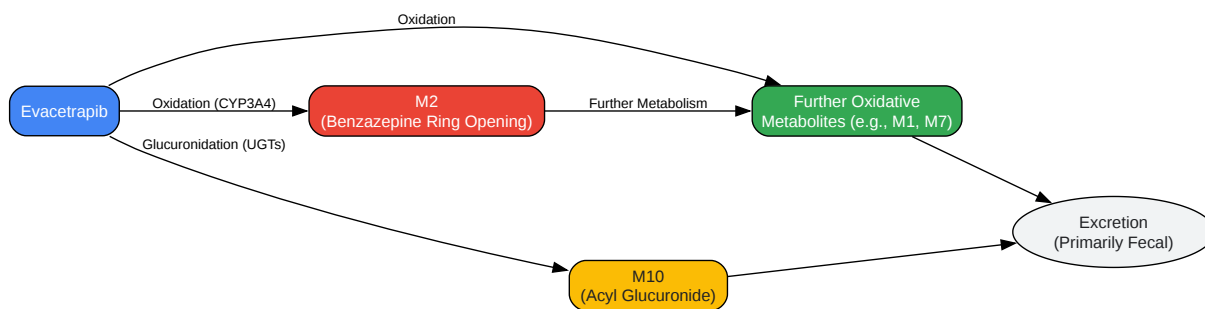 Oxidation
Evacetrapib
Oxidation (CYP3A4)
M2
(Benzazepine Ring Opening)
Further Metabolism
Further Oxidative
Metabolites (e.g., M1, M7)
Glucuronidation (UGTs)
Excretion
(Primarily Fecal)
M10
(Acyl Glucuronide)